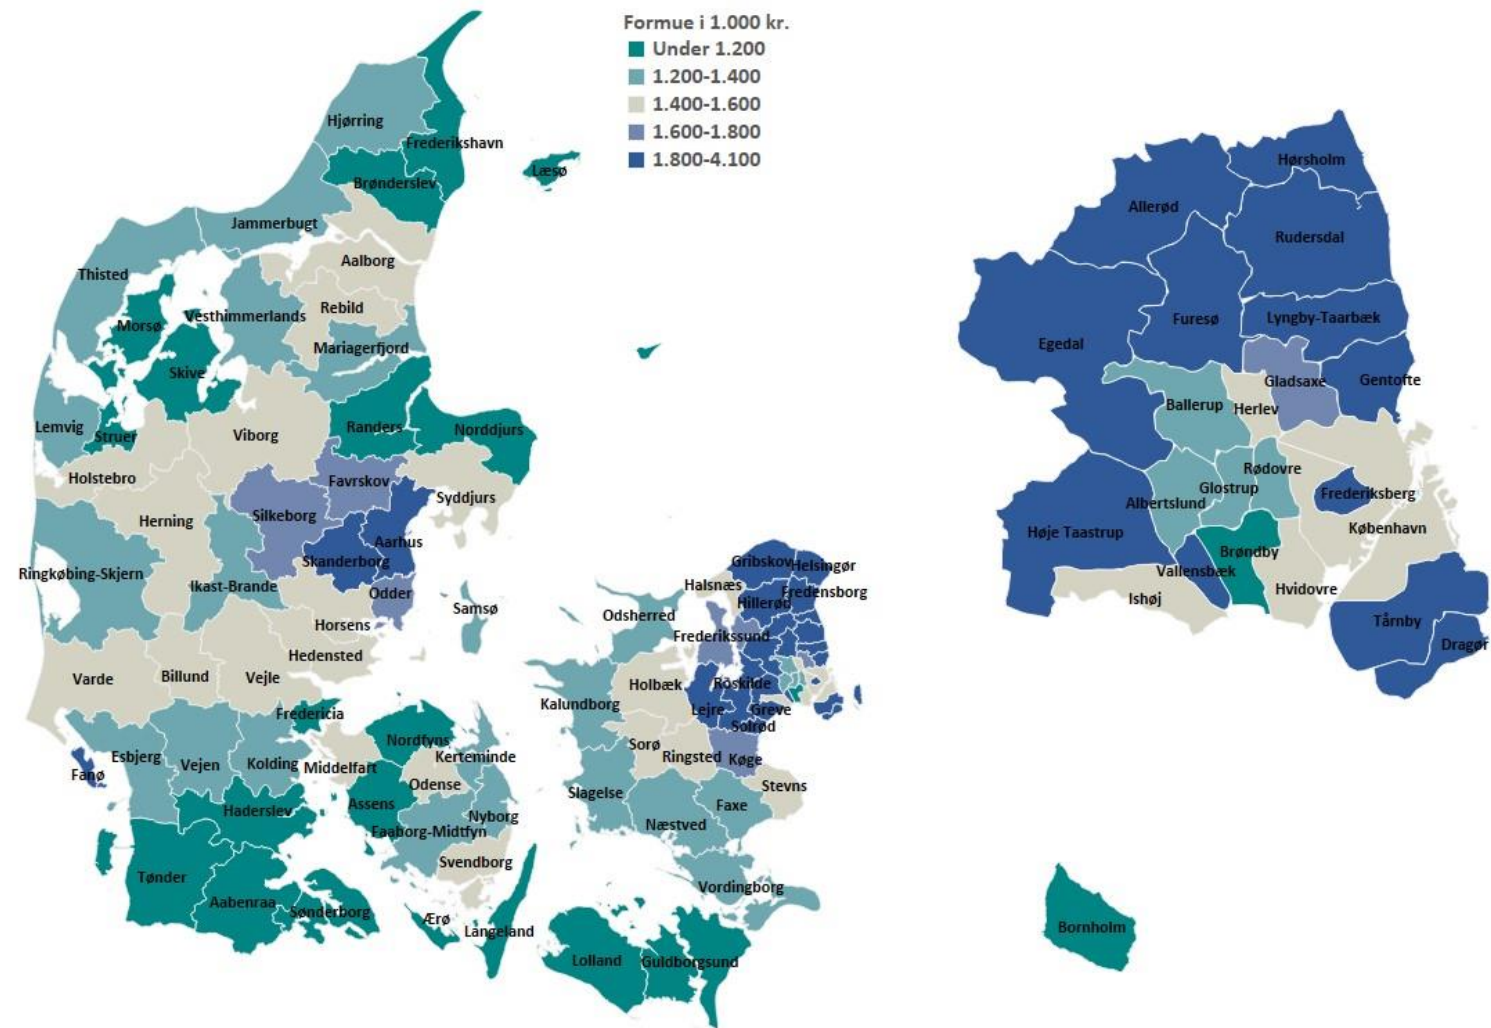 Formue i 1.000 kr.
Under 1.200
1.200-1.400
1.400-1.600
1.600-1.800
1.800-4.100
Hjørring
Frederikshavn
Læsø
Brønderslev
Jammerbugt
Aalborg
Thisted
Rebild
Vesthimmerlands
Morsø
Mariagerfjord
Skive
Lemvig
Struer
Viborg
Randers
Norddjurs
Holstebro
Favrskov
Syddjurs
Silkeborg
Herning
Aarhus
Skanderborg
Ringkøbing-Skjern
Ikast-Brande
Odder
Samsø
Horsens
Hedensted
Varde
Billund
Vejle
Fredericia
Esbjerg
Vejen
Kolding
Middelfart
Fanø
Haderslev
Tønder
Aabenraa
Sønderborg
Nordfyns
Kerteminde
Odense
Assens
Nyborg
Faaborg-Midtfyn
Svendborg
Ærø
Langeland
Gribskov
Helsingør
Halsnæs
Hillerød
Fredensborg
Odsherred
Frederikssund
Holbæk
Roskilde
Kalundborg
Lejre
Greve
Solrød
Sorø
Ringsted
Køge
Stevns
Slagelse
Faxe
Næstved
Vordingborg
Lolland
Guldborgsund
Hørsholm
Allerød
Rudersdal
Furesø
Lyngby-Taarbæk
Egedal
Gladsaxe
Gentofte
Ballerup
Herlev
Rødovre
Glostrup
Frederiksberg
Albertslund
København
Høje Taastrup
Brøndby
Vallensbæk
Hvidovre
Ishøj
Tårnby
Dragør
Bornholm